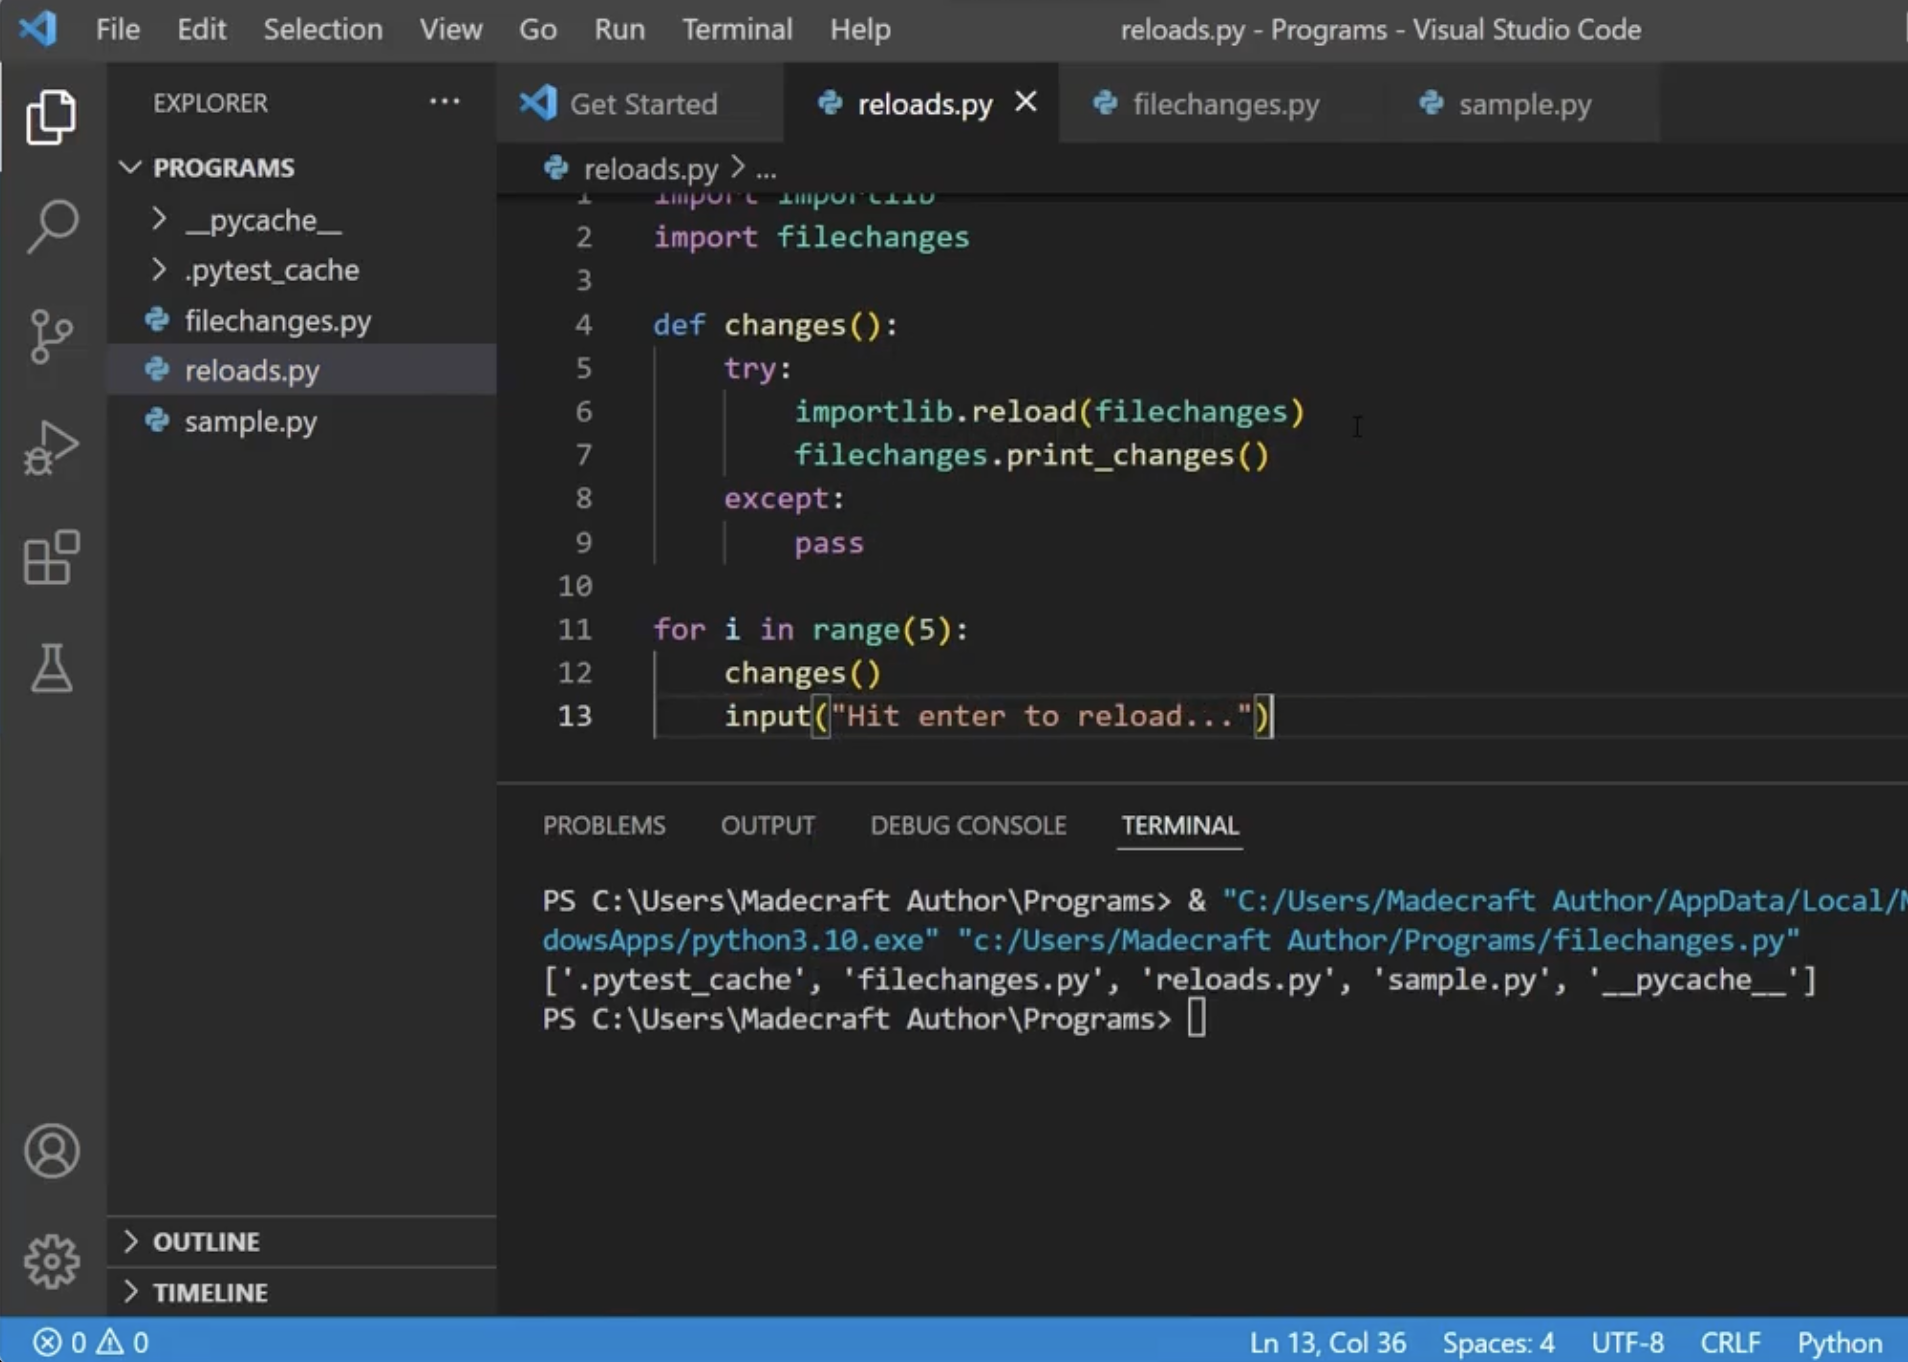 File Edit Selection View Go Run Terminal Help reloads.py - Programs - Visual Studio Code
EXPLORER ...
PROGRAMS
__pycache__
.pytest_cache
filechanges.py
reloads.py
sample.py
OUTLINE
TIMELINE
Get Started reloads.py filechanges.py sample.py
reloads.py > ...
1 import importlib
2 import filechanges
3
4 def changes():
5 try:
6 importlib.reload(filechanges)
7 filechanges.print_changes()
8 except:
9 pass
10
11 for i in range(5):
12 changes()
13 input("Hit enter to reload...")
PROBLEMS OUTPUT DEBUG CONSOLE TERMINAL
PS C:\Users\Madecraft Author\Programs> & "C:/Users/Madecraft Author/AppData/Local/
dowsApps/python3.10.exe" "c:/Users/Madecraft Author/Programs/filechanges.py"
['.pytest_cache', 'filechanges.py', 'reloads.py', 'sample.py', '__pycache__']
PS C:\Users\Madecraft Author\Programs>
0 0 Ln 13, Col 36 Spaces: 4 UTF-8 CRLF Python